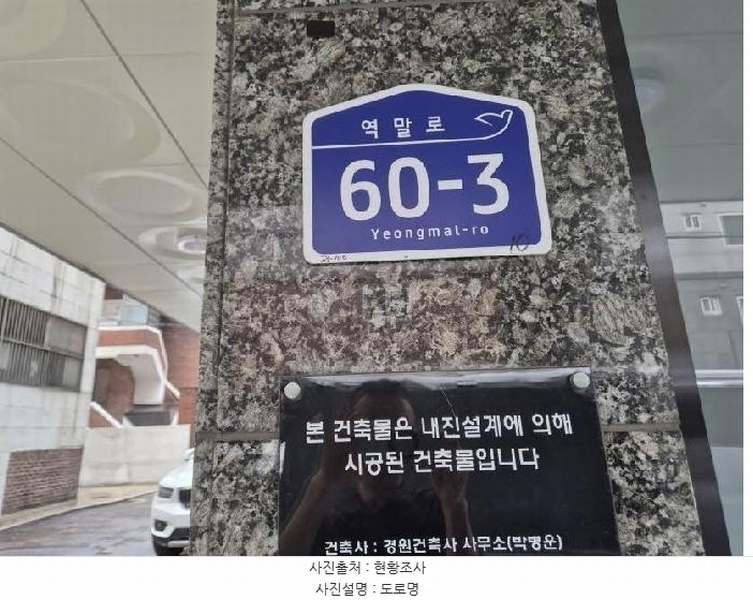 역말로
60-3
Yeongmal-ro
10
본 건축물은 내진설계에 의해
시공된 건축물입니다
건축사 : 경원건축사 사무소(박명운)
사진출처 : 현황조사
사진설명 : 도로명